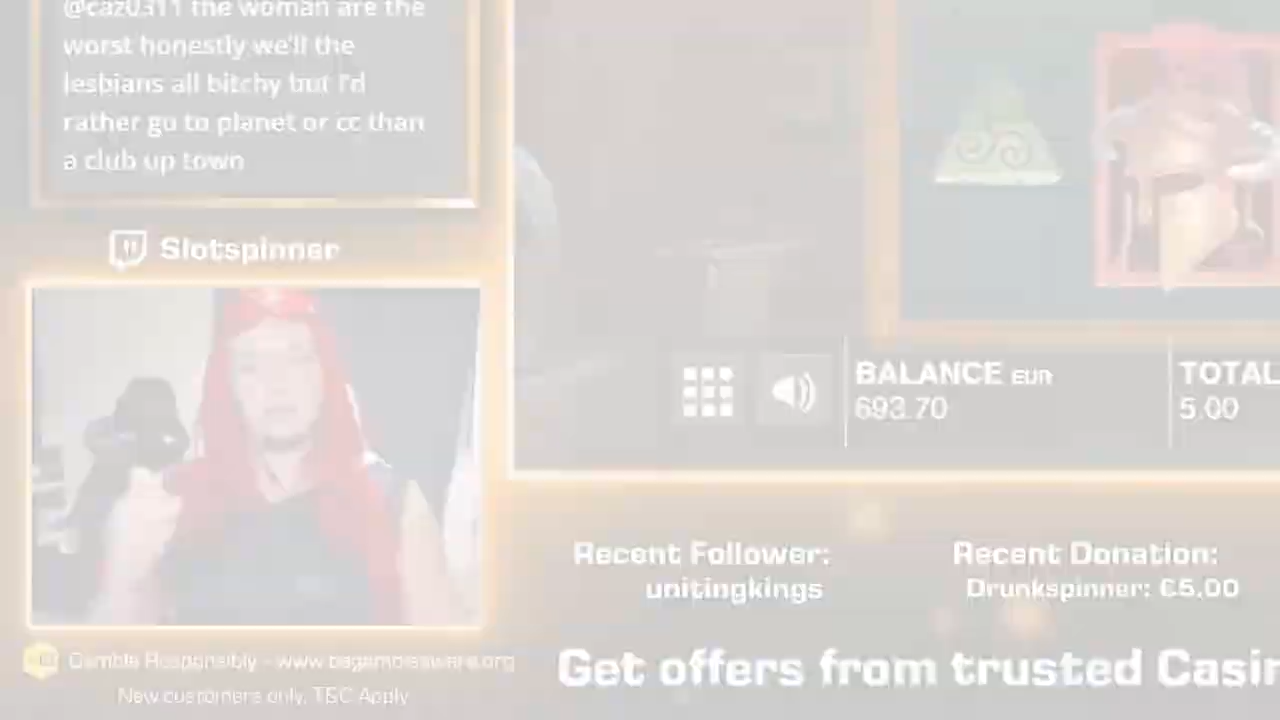 @caz0311 the woman are the
worst honestly we'll the
lesbians all bitchy but I'd
rather go to planet or cc than
a club up town
Slotspinner
BALANCE EUR
693.70
TOTAL
5.00
Recent Follower:
unitingkings
Recent Donation:
Drunkspinner: €5.00
Gamble Responsibly - www.begambleaware.org
New customers only, T&C Apply
Get offers from trusted Casin